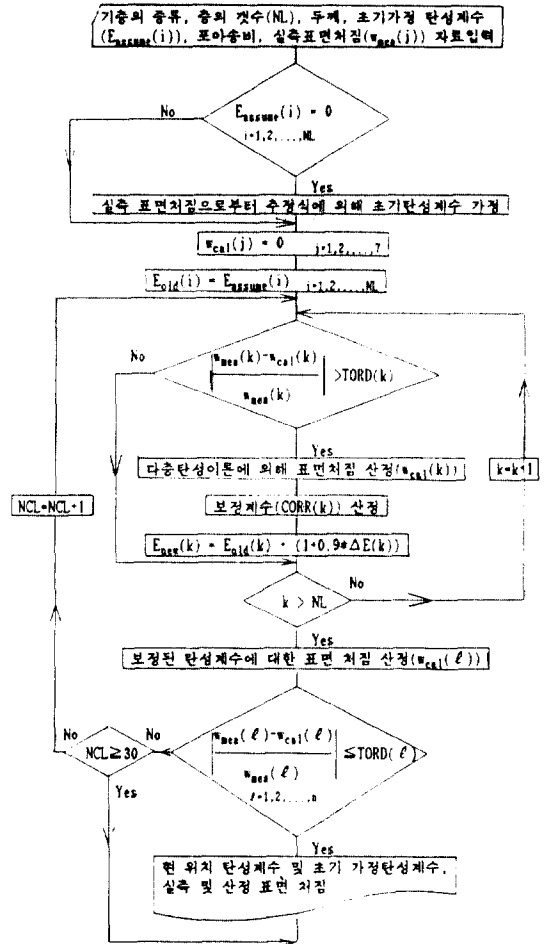 기층의 종류, 층의 갯수(NL), 두께, 초기가정 탄성계수
(E_assume(i)), 포아송비, 실측표면처짐(w_mea(j)) 자료입력
No
E_assume(i) = 0
i=1,2,...,NL
Yes
실측 표면처짐으로부터 추정식에 의해 초기탄성계수 가정
w_cal(j) = 0 j=1,2,...,7
E_old(i) = E_assume(i) i=1,2,...,NL
No
|w_mea(k)-w_cal(k)
w_mea(k)| >TORD(k)
Yes
다층탄성이론에 의해 표면처짐 산정(w_cal(k))
k=k+1
NCL=NCL+1
보정계수(CORR(k)) 산정
E_new(k) = E_old(k) * (1+0.9*ΔE(k))
k > NL
No
Yes
보정된 탄성계수에 대한 표면 처짐 산정(w_cal(ℓ))
No
NCL≥30
No
|w_mea(ℓ)-w_cal(ℓ)
w_mea(ℓ)| ≦TORD(ℓ)
ℓ=1,2,...,n
Yes
Yes
현 위치 탄성계수 및 초기 가정탄성계수,
실측 및 산정 표면 처짐